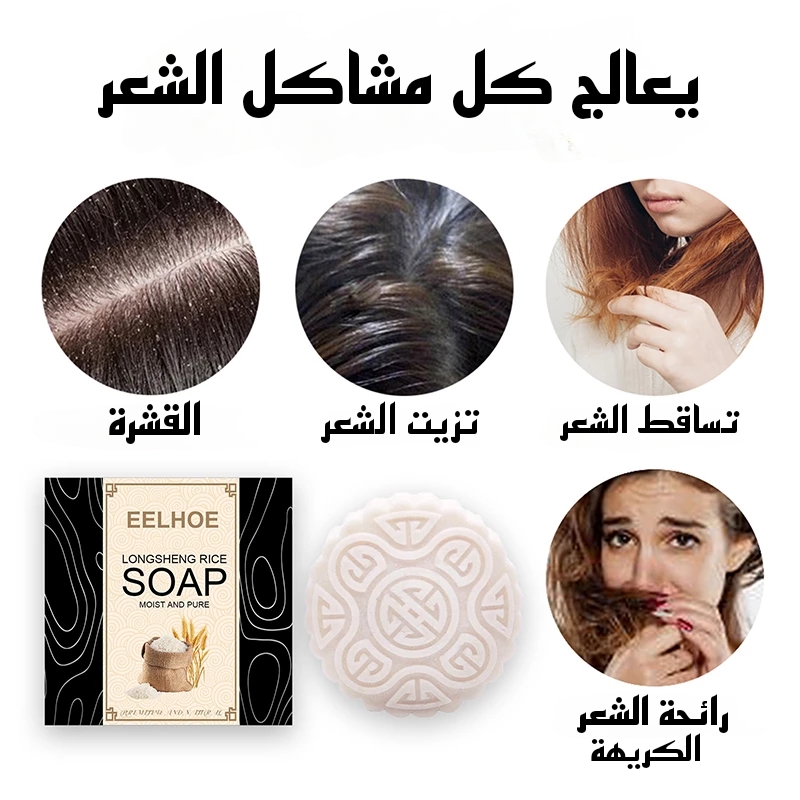 يعالج كل مشاكل الشعر
تساقط الشعر
تزيت الشعر
القشرة
EELHOE
LONGSHENG RICE
SOAP
MOIST AND PURE
رائحة الشعر
الكريهة